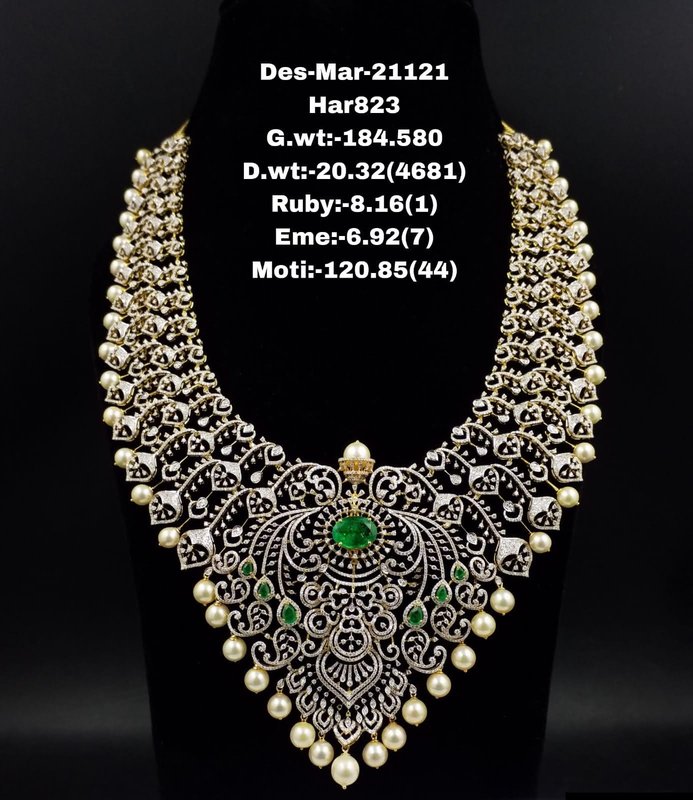 Des-Mar-21121
Har823
G.wt:-184.580
D.wt:-20.32(4681)
Ruby:-8.16(1)
Eme:-6.92(7)
Moti:-120.85(44)